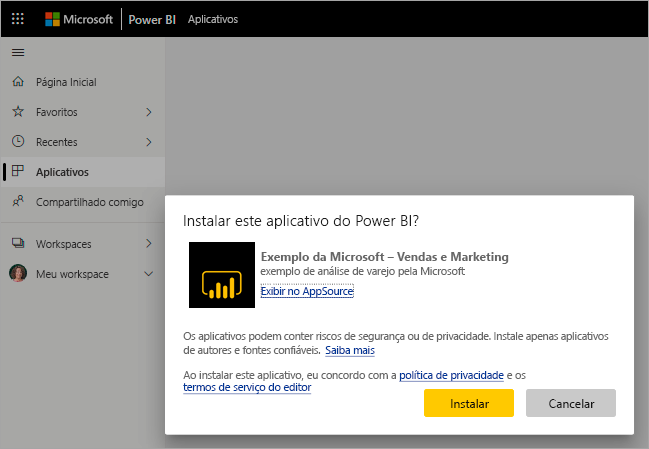 Microsoft Power BI Aplicativos
Página Inicial
Favoritos
Recentes
Aplicativos
Compartilhado comigo
Workspaces
Meu workspace
Instalar este aplicativo do Power BI?
Exemplo da Microsoft – Vendas e Marketing
exemplo de análise de varejo pela Microsoft
Exibir no AppSource
Os aplicativos podem conter riscos de segurança ou de privacidade. Instale apenas aplicativos
de autores e fontes confiáveis. Saiba mais
Ao instalar este aplicativo, eu concordo com a política de privacidade e os
termos de serviço do editor
Instalar Cancelar